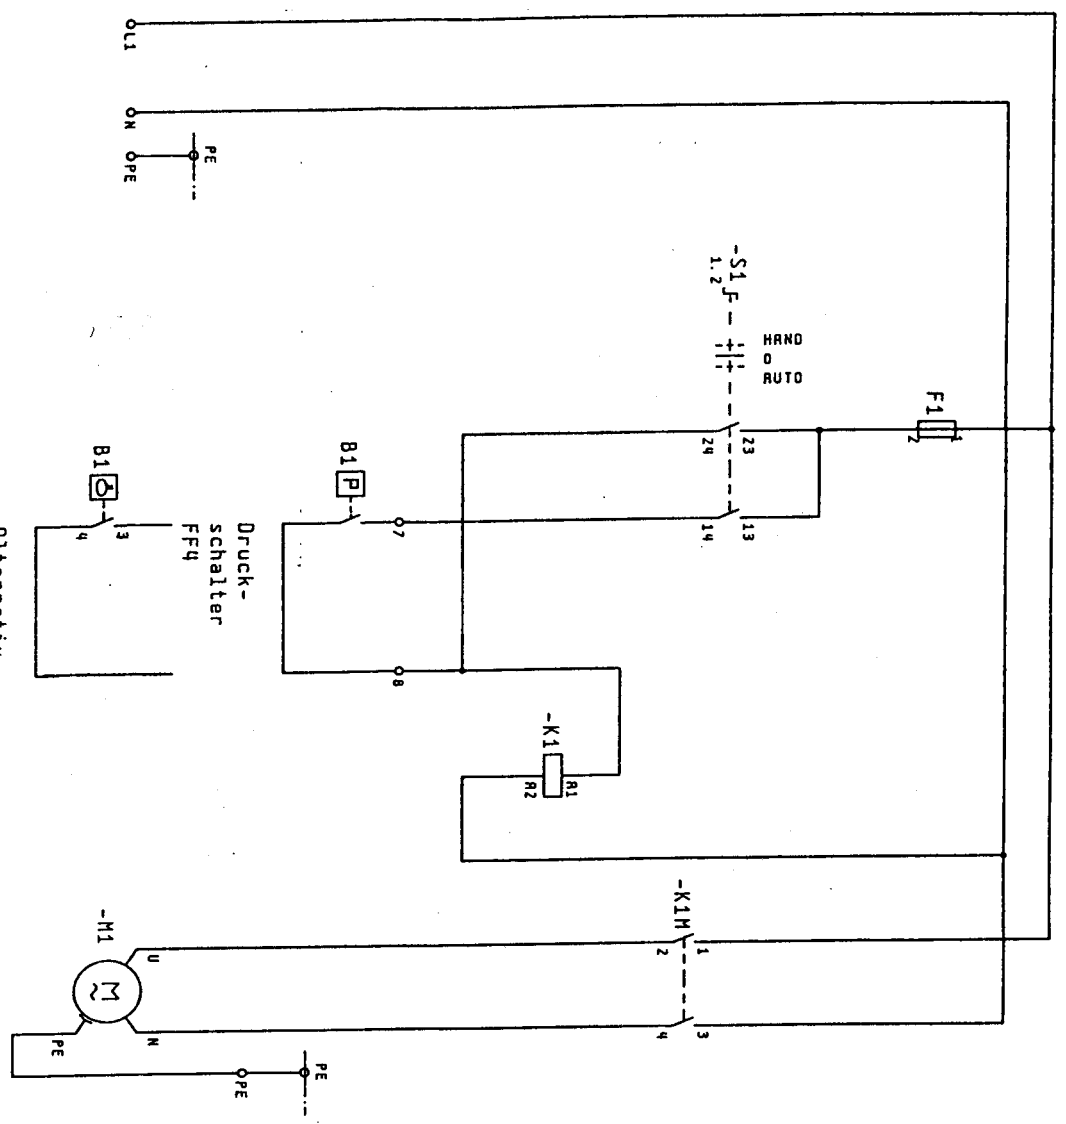 L1
N
PE
PE
-S1
1.2
HAND
0
AUTO
F1
1
2
23
24
13
14
B1
P
7
8
Druck-
schalter
FF4
B1
3
4
-K1
A1
A2
-K1M
1
2
3
4
-M1
M
~
U
N
PE
PE
PE